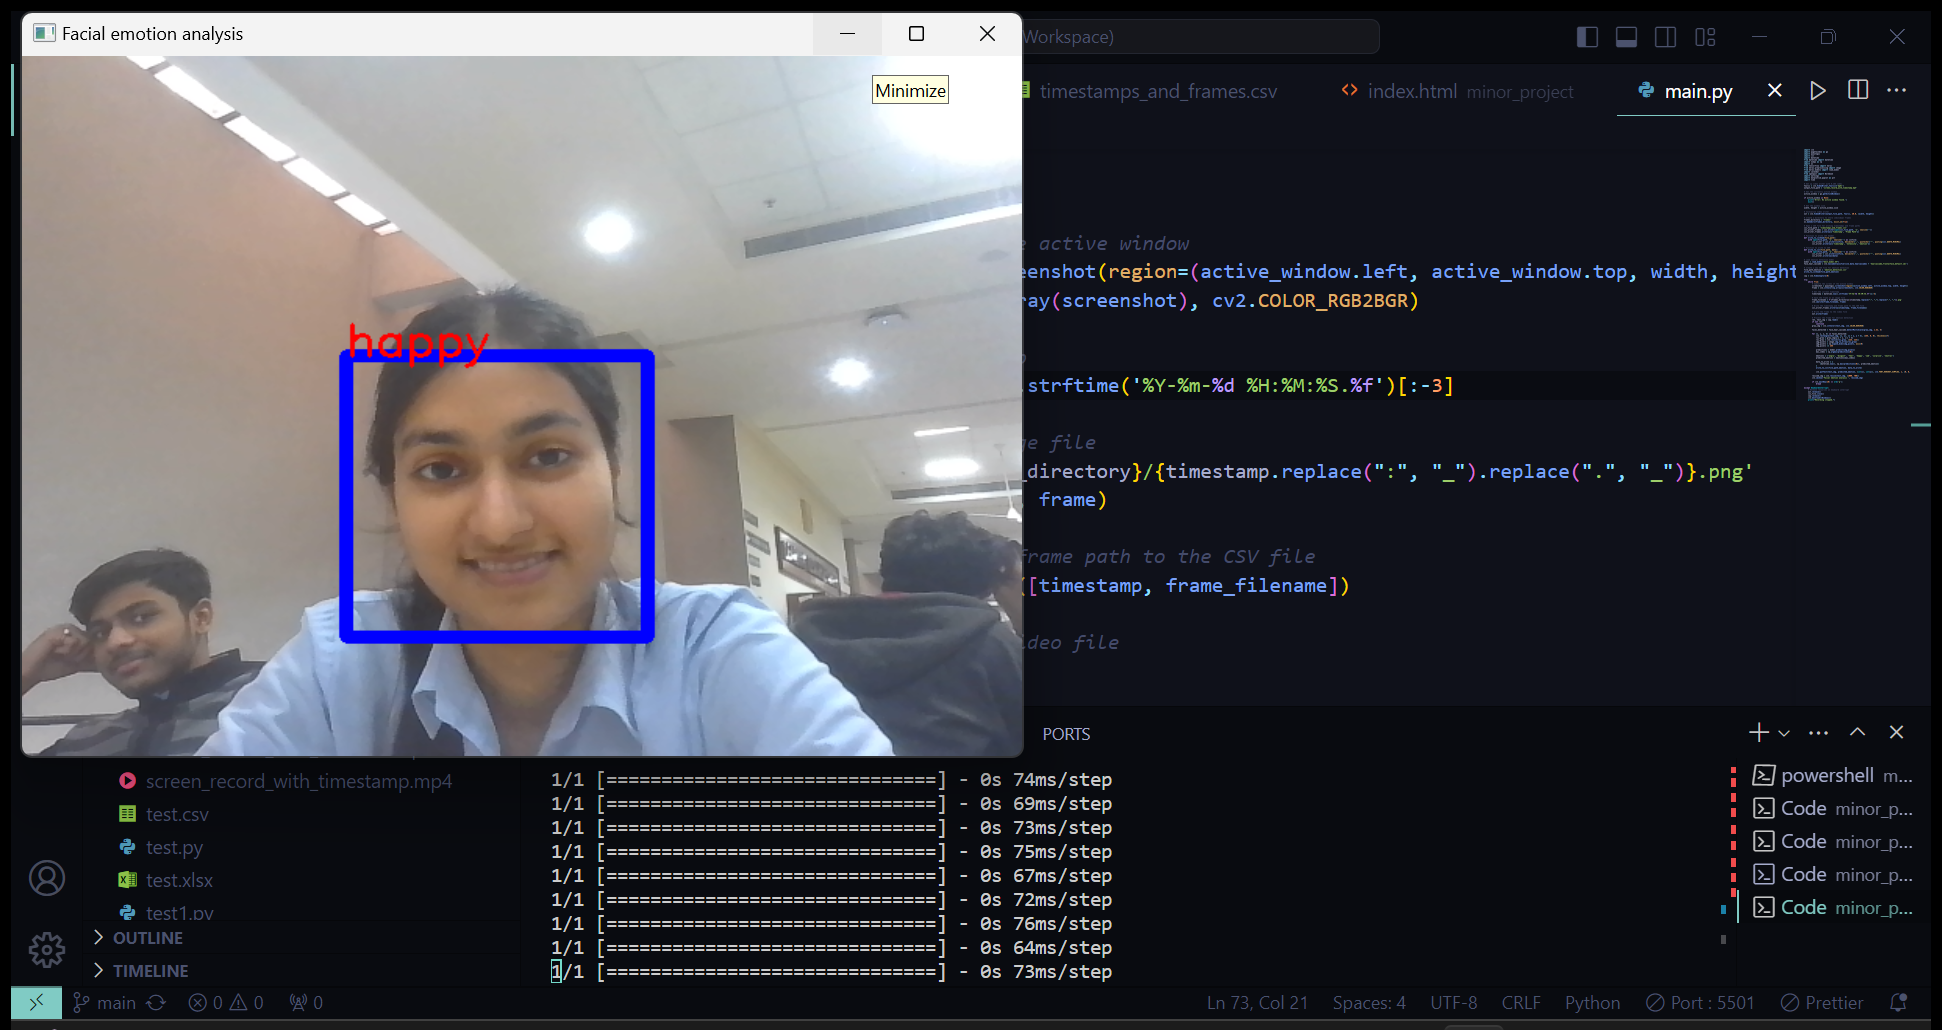 Facial emotion analysis
Minimize
happy
Workspace)
timestamps_and_frames.csv
index.html minor_project
main.py
active window
eenshot(region=(active_window.left, active_window.top, width, height
ray(screenshot), cv2.COLOR_RGB2BGR)
.strftime('%Y-%m-%d %H:%M:%S.%f')[:-3]
ge file
_directory}/{timestamp.replace(":", "_").replace(".", "_")}.png'
frame)
frame path to the CSV file
([timestamp, frame_filename])
ideo file
PORTS
screen_record_with_timestamp.mp4
test.csv
test.py
test.xlsx
test1.py
OUTLINE
TIMELINE
1/1 [==============================] - 0s 74ms/step
1/1 [==============================] - 0s 69ms/step
1/1 [==============================] - 0s 73ms/step
1/1 [==============================] - 0s 75ms/step
1/1 [==============================] - 0s 67ms/step
1/1 [==============================] - 0s 72ms/step
1/1 [==============================] - 0s 76ms/step
1/1 [==============================] - 0s 64ms/step
1/1 [==============================] - 0s 73ms/step
powershell m...
Code minor_p...
Code minor_p...
Code minor_p...
Code minor_p...
main 0 0 0
Ln 73, Col 21 Spaces: 4 UTF-8 CRLF Python Port : 5501 Prettier